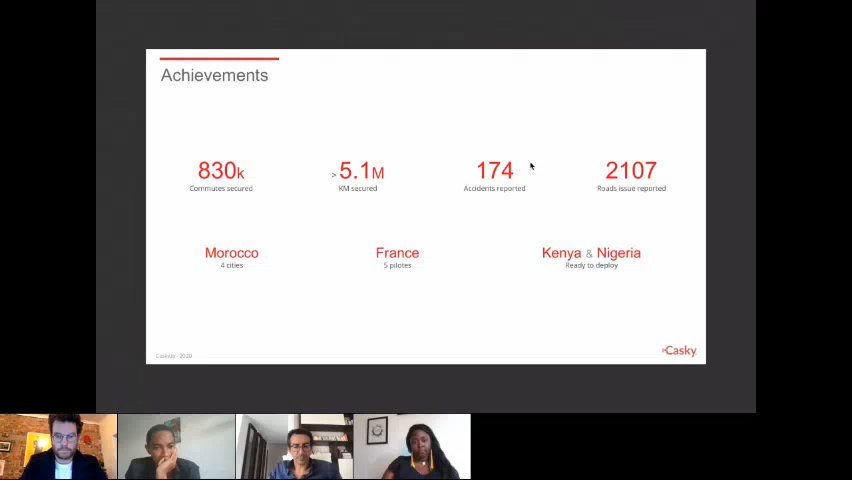 Achievements
830k
> 5.1M
174
2107
Commutes secured
KM secured
Accidents reported
Roads issue reported
Morocco
France
Kenya & Nigeria
4 cities
5 pilotes
Ready to deploy
Casky